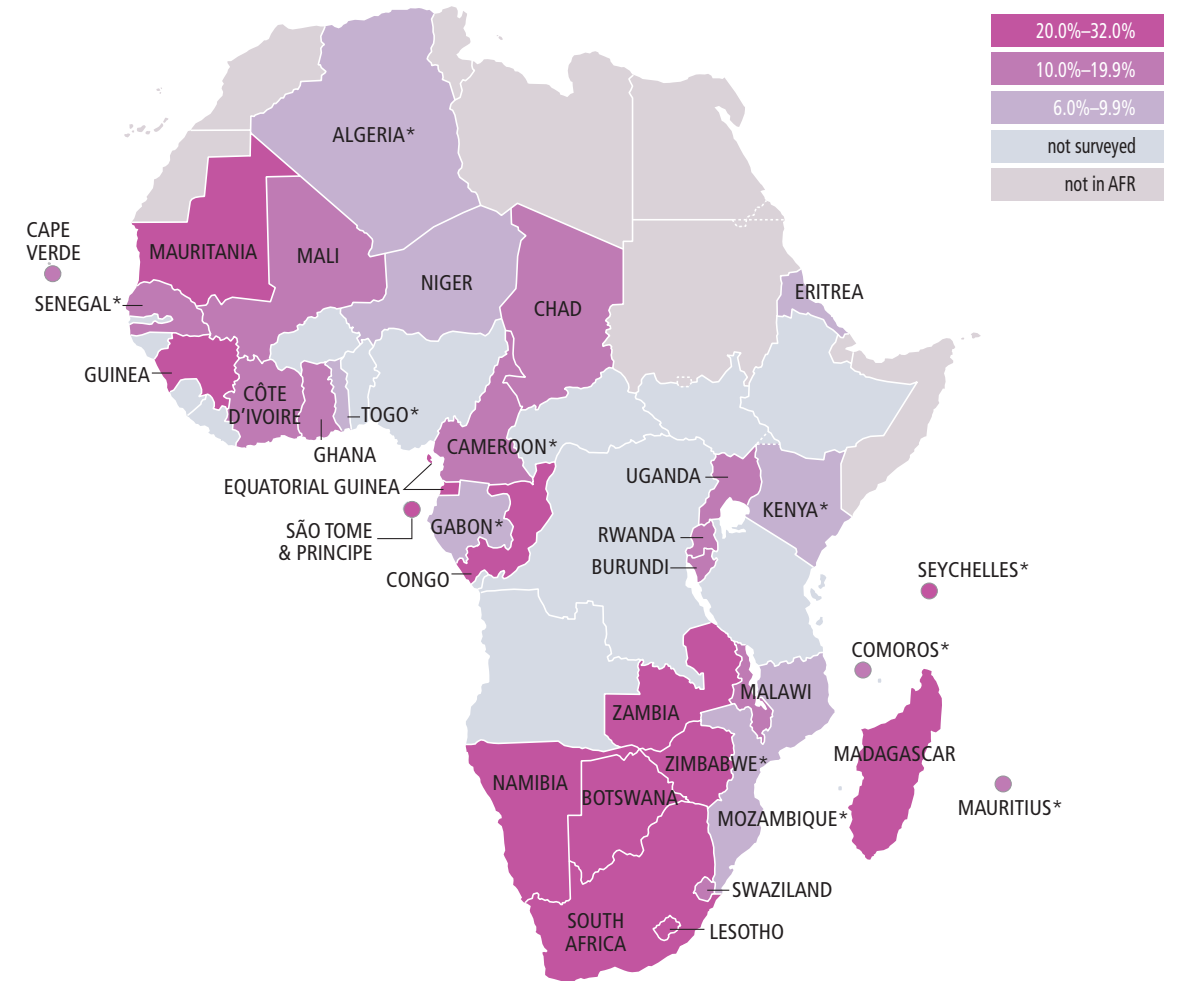 20.0%–32.0%
10.0%–19.9%
6.0%–9.9%
not surveyed
not in AFR
ALGERIA*
CAPE
VERDE
MAURITANIA
MALI
NIGER
CHAD
ERITREA
SENEGAL*
GUINEA
CÔTE
D’IVOIRE
TOGO*
GHANA
CAMEROON*
EQUATORIAL GUINEA
UGANDA
KENYA*
SÃO TOME
& PRINCIPE
GABON*
RWANDA
BURUNDI
CONGO
SEYCHELLES*
COMOROS*
MALAWI
ZAMBIA
MADAGASCAR
ZIMBABWE*
NAMIBIA
BOTSWANA
MAURITIUS*
MOZAMBIQUE*
SWAZILAND
SOUTH
AFRICA
LESOTHO